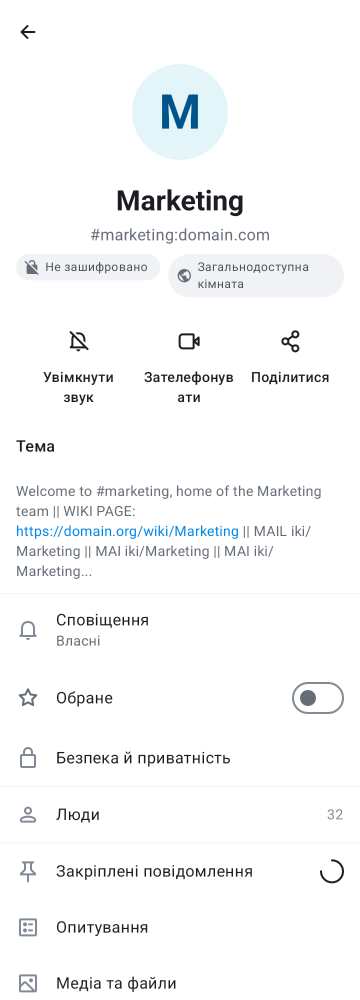 M
Marketing
#marketing:domain.com
Не зашифровано
Загальнодоступна
кімната
Увімкнути
звук
Зателефонув
ати
Поділитися
Тема
Welcome to #marketing, home of the Marketing
team || WIKI PAGE:
https://domain.org/wiki/Marketing || MAIL iki/
Marketing || MAI iki/Marketing || MAI iki/
Marketing...
Сповіщення
Власні
Обране
Безпека й приватність
Люди
32
Закріплені повідомлення
Опитування
Медіа та файли